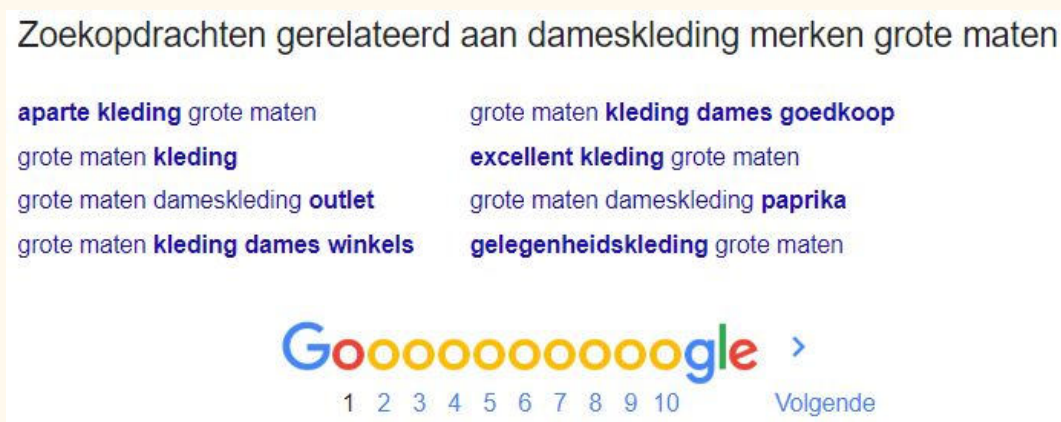 Zoekopdrachten gerelateerd aan dameskleding merken grote maten
aparte kleding grote maten
grote maten kleding
grote maten dameskleding outlet
grote maten kleding dames winkels
grote maten kleding dames goedkoop
excellent kleding grote maten
grote maten dameskleding paprika
gelegenheidskleding grote maten
Goooooooooogle >
1 2 3 4 5 6 7 8 9 10 Volgende